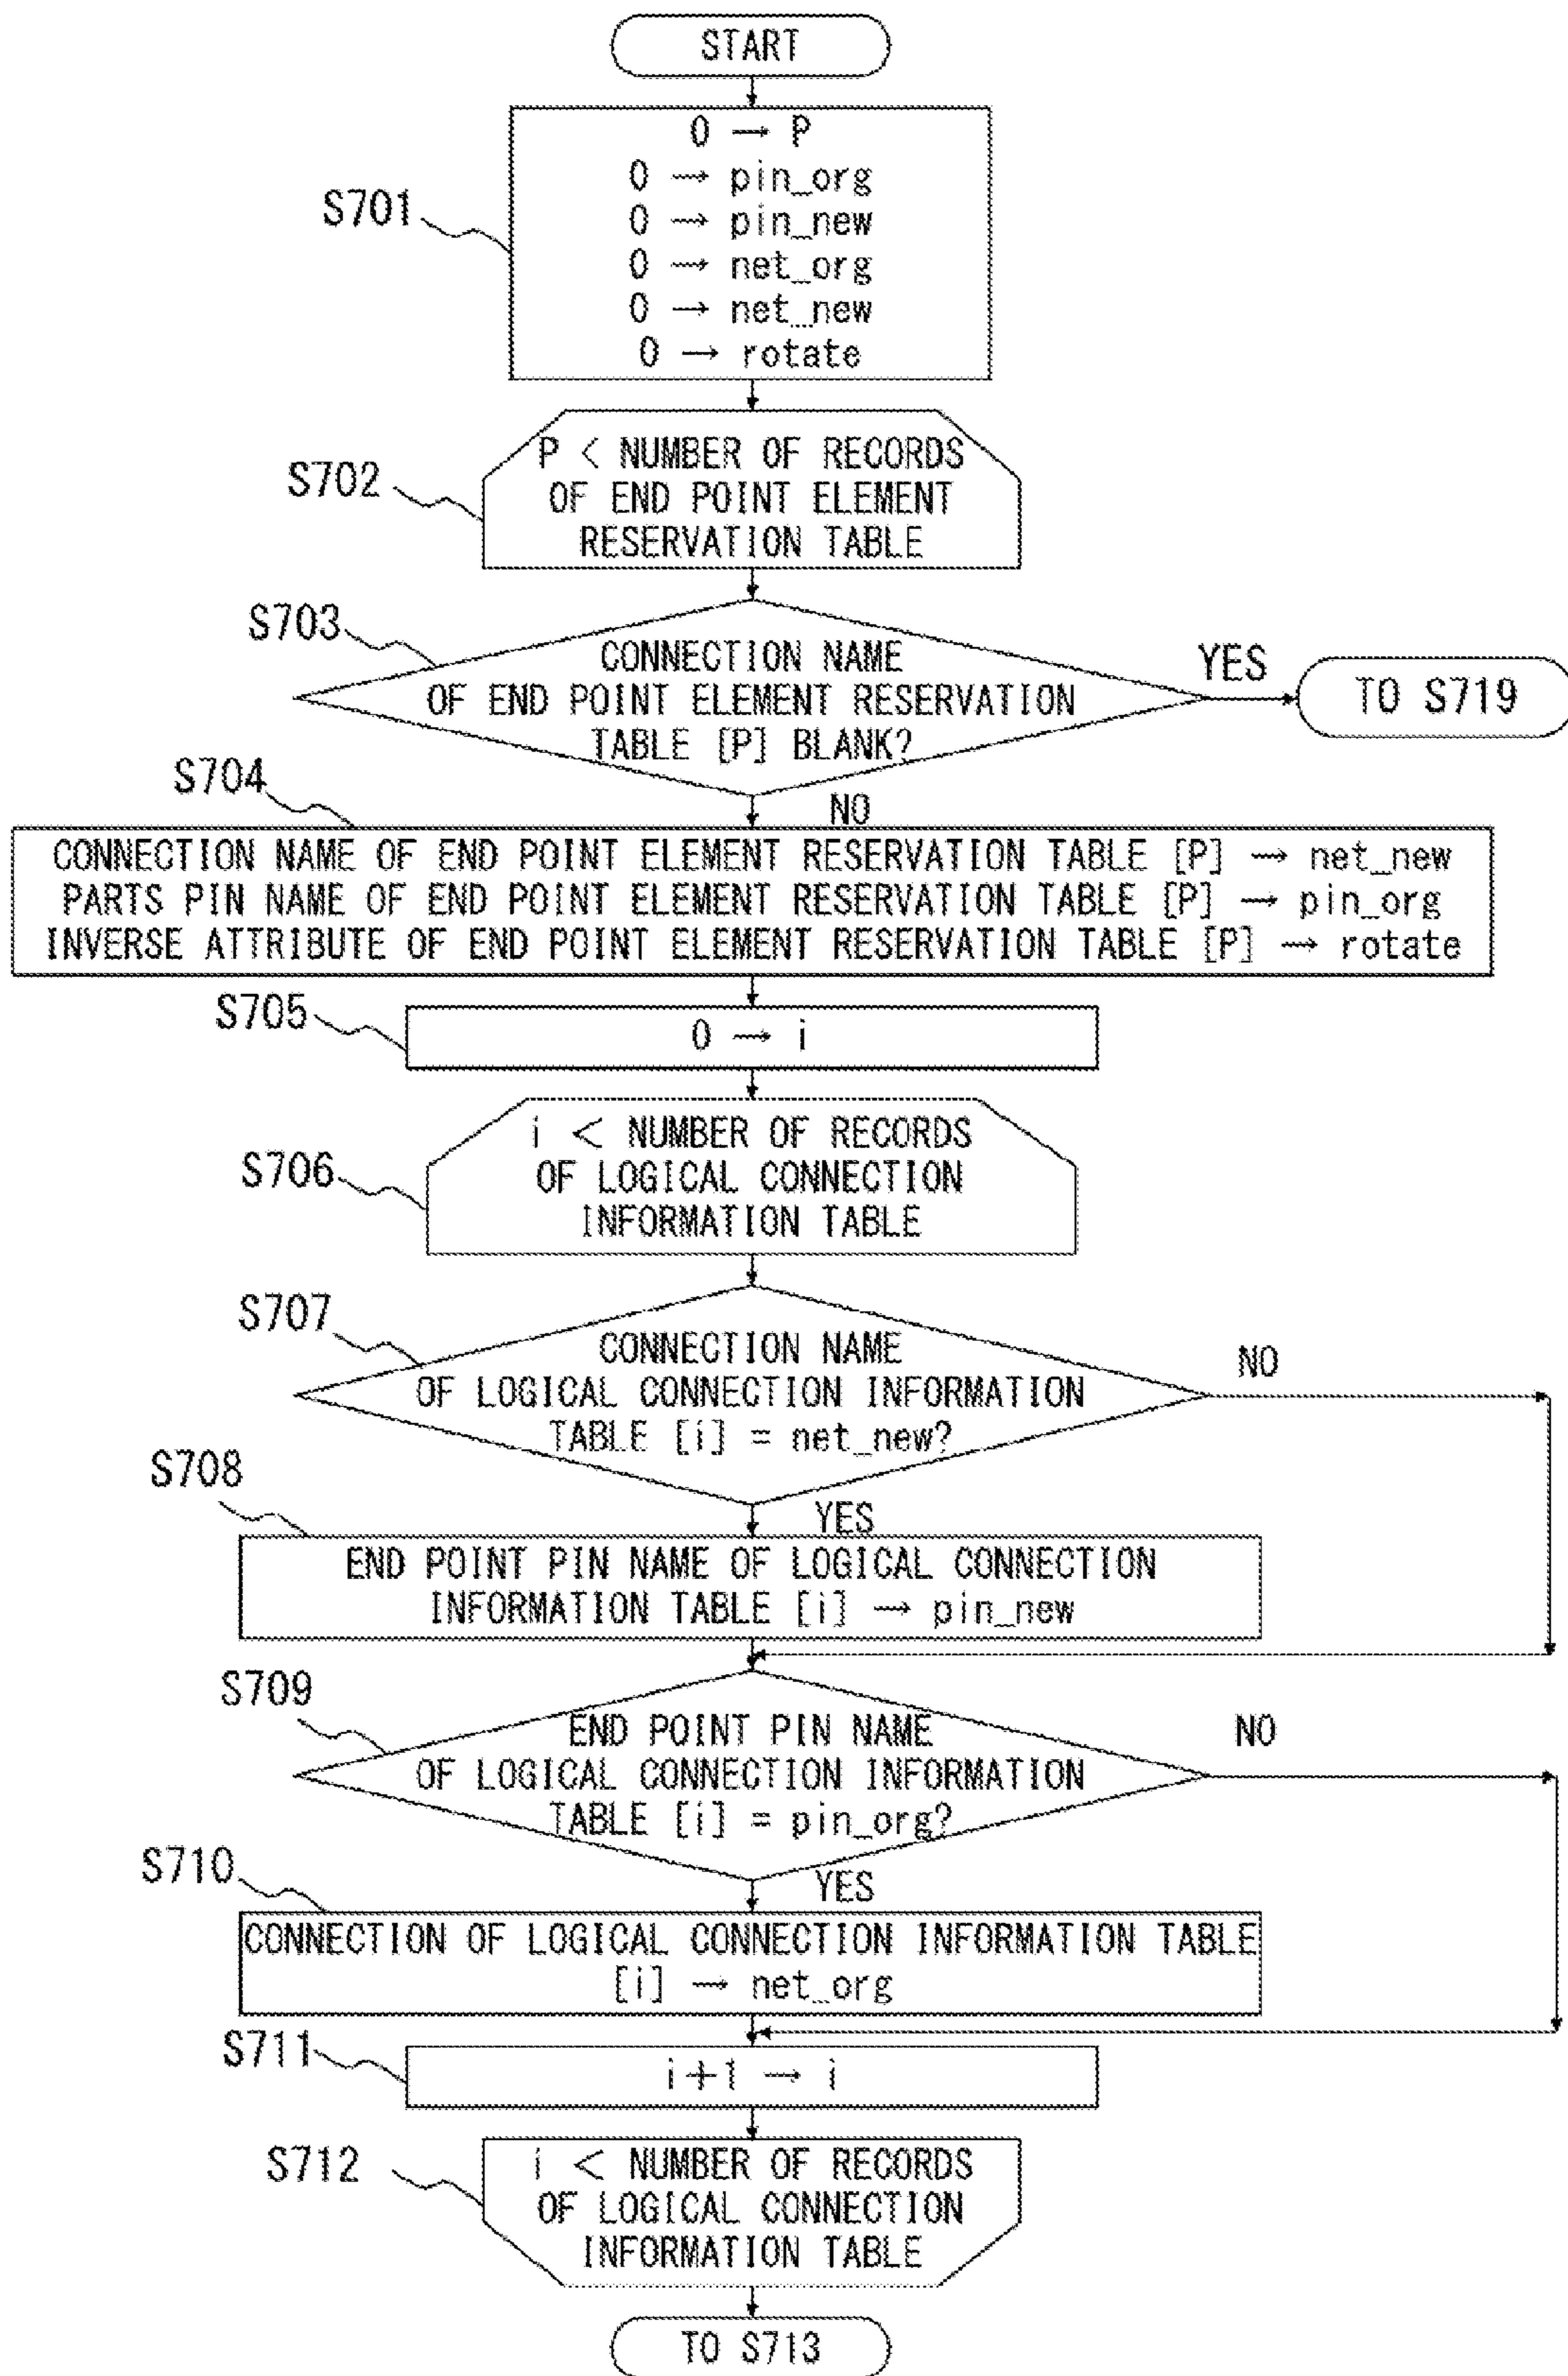 START
S701
0 → P
0 → pin_org
0 → pin_new
0 → net_org
0 → net_new
0 → rotate
S702
P < NUMBER OF RECORDS
OF END POINT ELEMENT
RESERVATION TABLE
S703
CONNECTION NAME
OF END POINT ELEMENT RESERVATION
TABLE [P] BLANK?
YES
TO S719
NO
S704
CONNECTION NAME OF END POINT ELEMENT RESERVATION TABLE [P] → net_new
PARTS PIN NAME OF END POINT ELEMENT RESERVATION TABLE [P] → pin_org
INVERSE ATTRIBUTE OF END POINT ELEMENT RESERVATION TABLE [P] → rotate
S705
0 → i
S706
i < NUMBER OF RECORDS
OF LOGICAL CONNECTION
INFORMATION TABLE
S707
CONNECTION NAME
OF LOGICAL CONNECTION INFORMATION
TABLE [i] = net_new?
NO
YES
S708
END POINT PIN NAME OF LOGICAL CONNECTION
INFORMATION TABLE [i] → pin_new
S709
END POINT PIN NAME
OF LOGICAL CONNECTION INFORMATION
TABLE [i] = pin_org?
NO
YES
S710
CONNECTION OF LOGICAL CONNECTION INFORMATION TABLE
[i] → net_org
S711
i+1 → i
S712
i < NUMBER OF RECORDS
OF LOGICAL CONNECTION
INFORMATION TABLE
TO S713